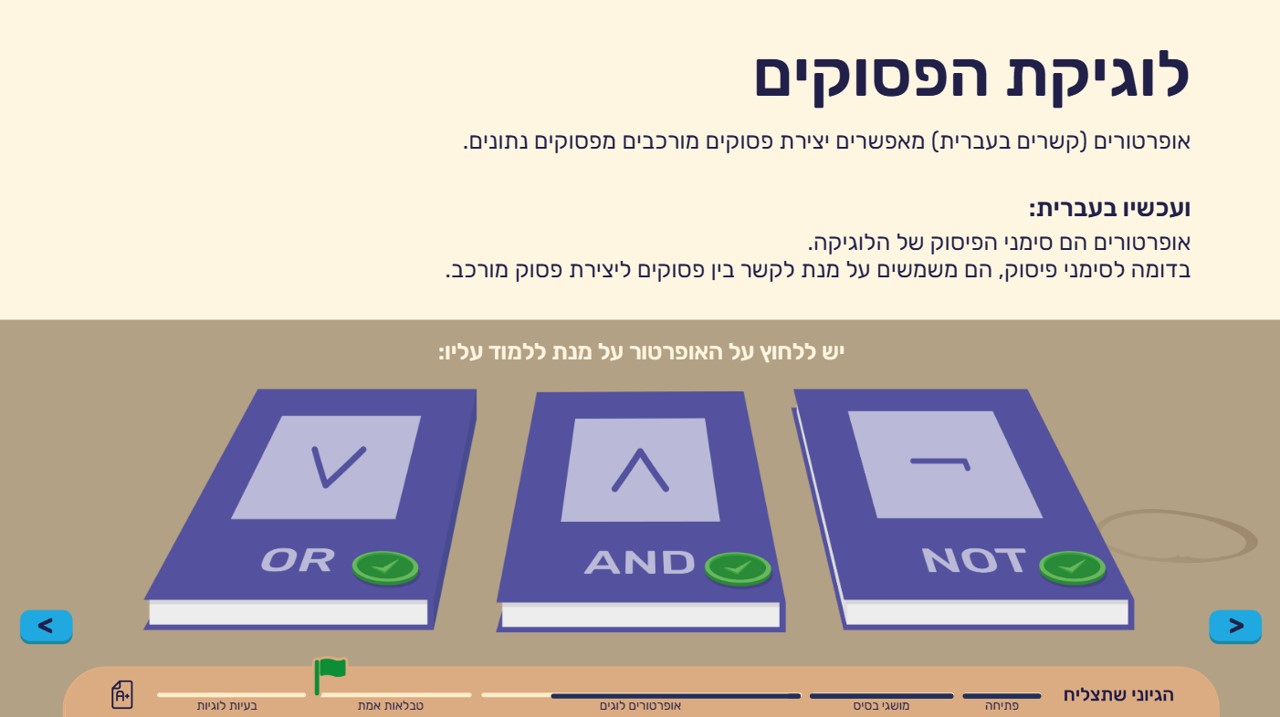 לוגיקת הפסוקים
אופרטורים (קשרים בעברית) מאפשרים יצירת פסוקים מורכבים מפסוקים נתונים.
ועכשיו בעברית:
אופרטורים הם סימני הפיסוק של הלוגיקה.
בדומה לסימני פיסוק, הם משמשים על מנת לקשר בין פסוקים ליצירת פסוק מורכב.
יש ללחוץ על האופרטור על מנת ללמוד עליו:
¬
NOT
∧
AND
∨
OR
>
<
הגיוני שתצליח
פתיחה
מושגי בסיס
אופרטורים לוגים
טבלאות אמת
בעיות לוגיות
A+